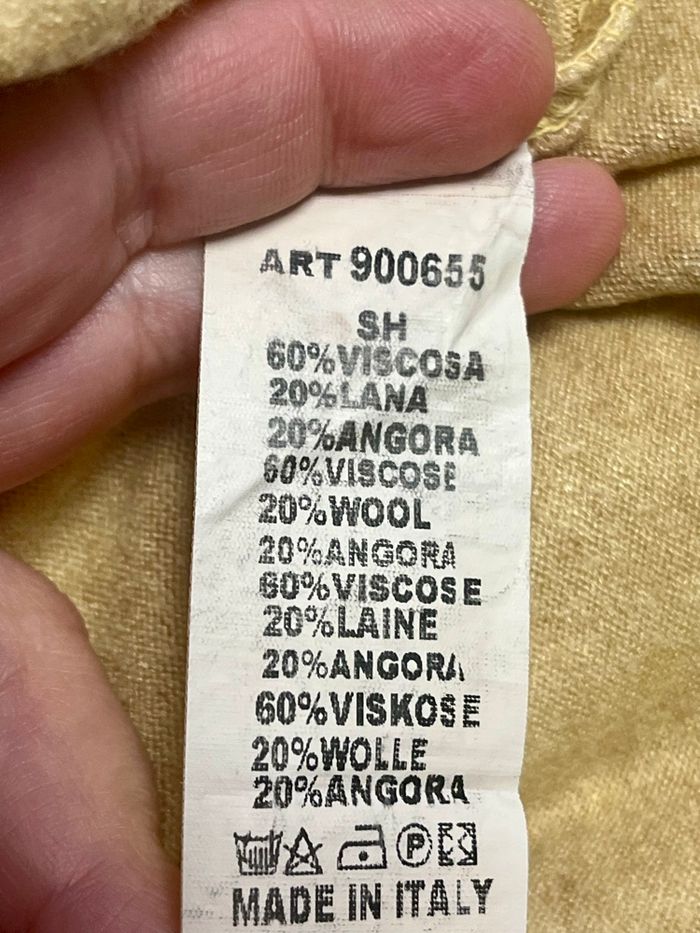 ART 900655
SH
60%VISCOSA
20%LANA
20%ANGORA
60%VISCOSE
20%WOOL
20%ANGORA
60%VISCOSE
20%LAINE
20%ANGORA
60%VISKOSE
20%WOLLE
20%ANGORA
P
MADE IN ITALY